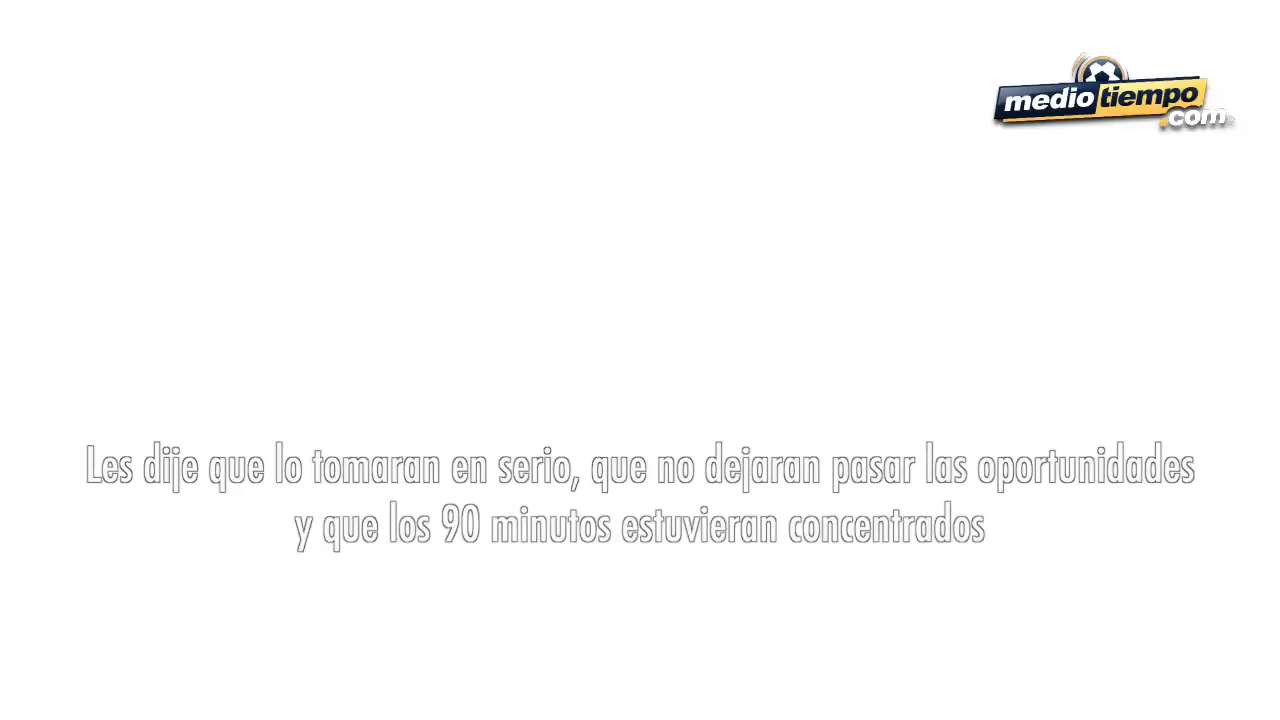 mediotiempo
.com
Les dije que lo tomaran en serio, que no dejaran pasar las oportunidades
y que los 90 minutos estuvieran concentrados